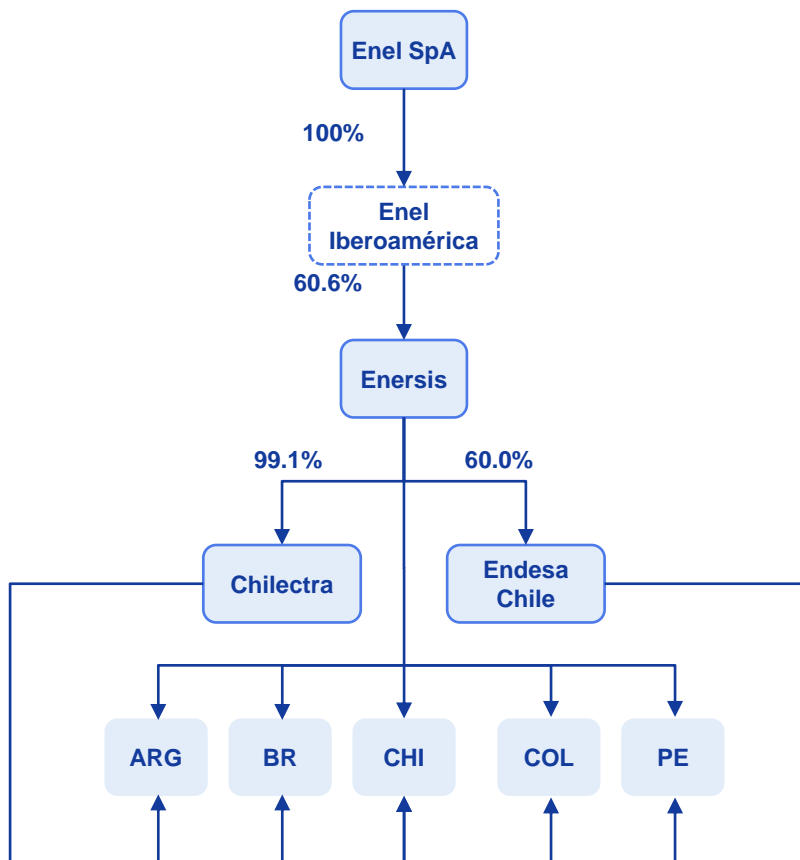 Enel SpA
100%
Enel
Iberoamérica
60.6%
Enersis
99.1%
60.0%
Chilectra
Endesa
Chile
ARG
BR
CHI
COL
PE